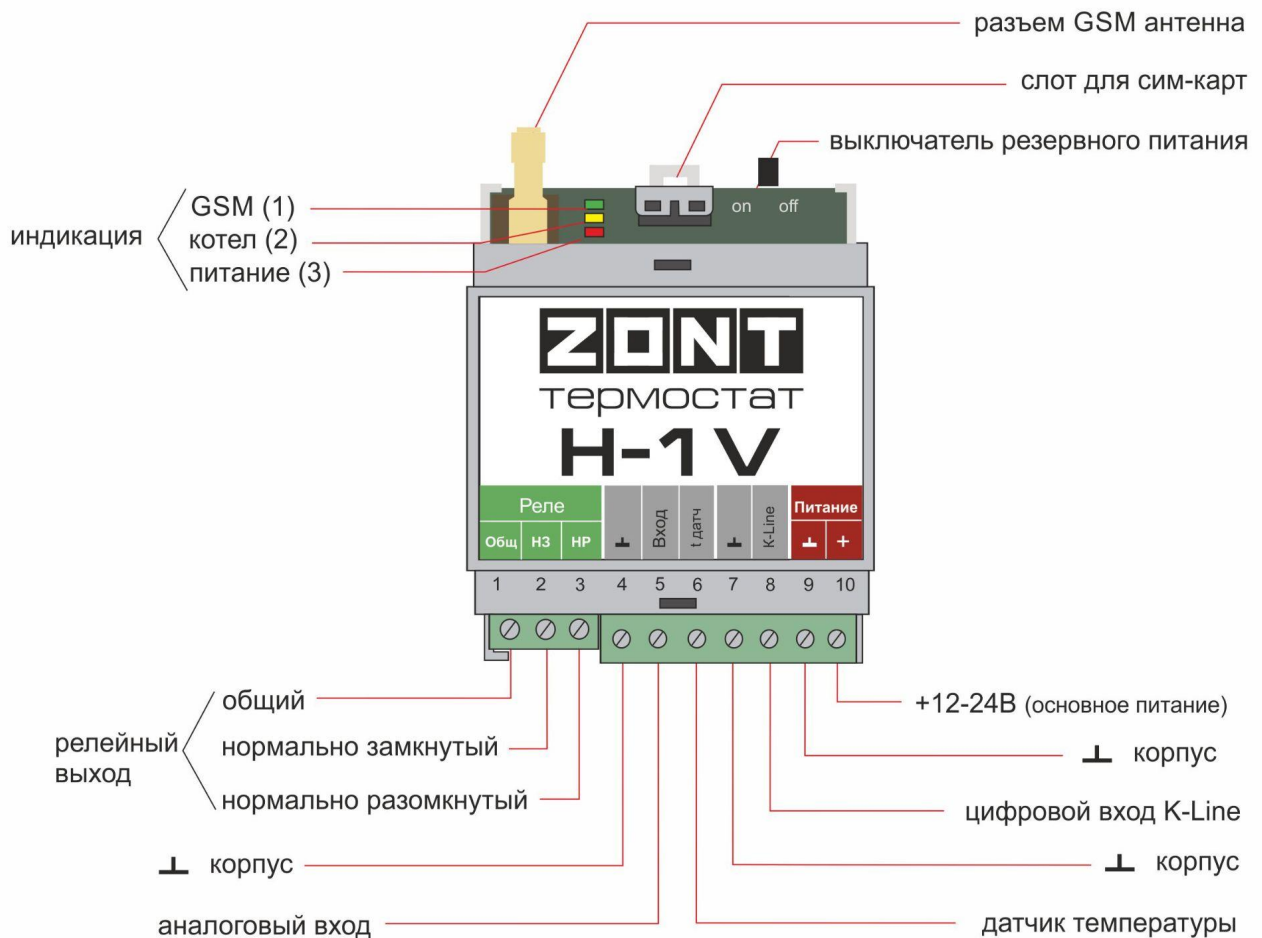 разъем GSM антенна
слот для сим-карт
выключатель резервного питания
индикация
GSM (1)
котел (2)
питание (3)
on off
ZONT
термостат
H-1V
Реле
Питание
Общ НЗ НР ⊥ Вход t датч ⊥ K-Line ⊥ +
1 2 3 4 5 6 7 8 9 10
релейный
выход
общий
нормально замкнутый
нормально разомкнутый
⊥ корпус
аналоговый вход
+12-24В (основное питание)
⊥ корпус
цифровой вход K-Line
⊥ корпус
датчик температуры